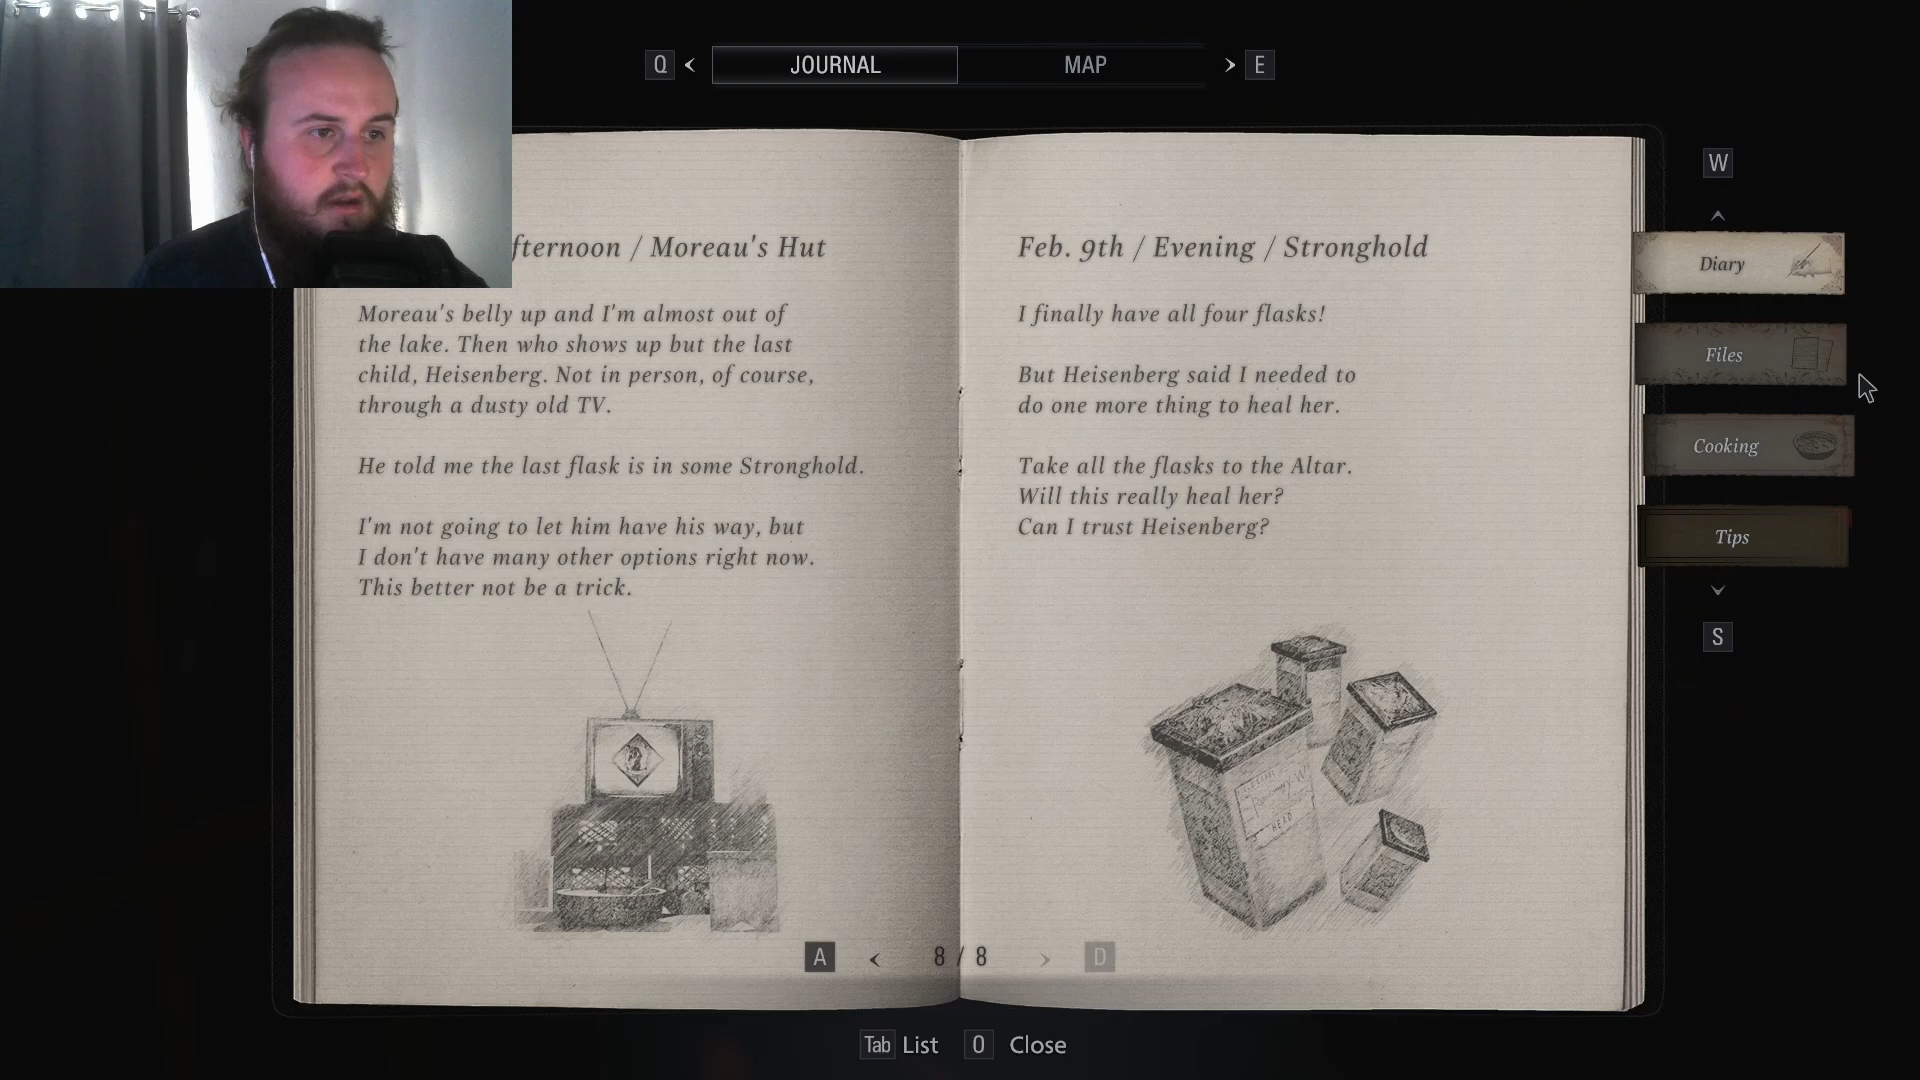 Q
JOURNAL
MAP
E
fternoon / Moreau's Hut
Moreau's belly up and I'm almost out of
the lake. Then who shows up but the last
child, Heisenberg. Not in person, of course,
through a dusty old TV.
He told me the last flask is in some Stronghold.
I'm not going to let him have his way, but
I don't have many other options right now.
This better not be a trick.
Feb. 9th / Evening / Stronghold
I finally have all four flasks!
But Heisenberg said I needed to
do one more thing to heal her.
Take all the flasks to the Altar.
Will this really heal her?
Can I trust Heisenberg?
HEAD
W
Diary
Files
Cooking
Tips
S
A < 8 / 8 > D
Tab List O Close